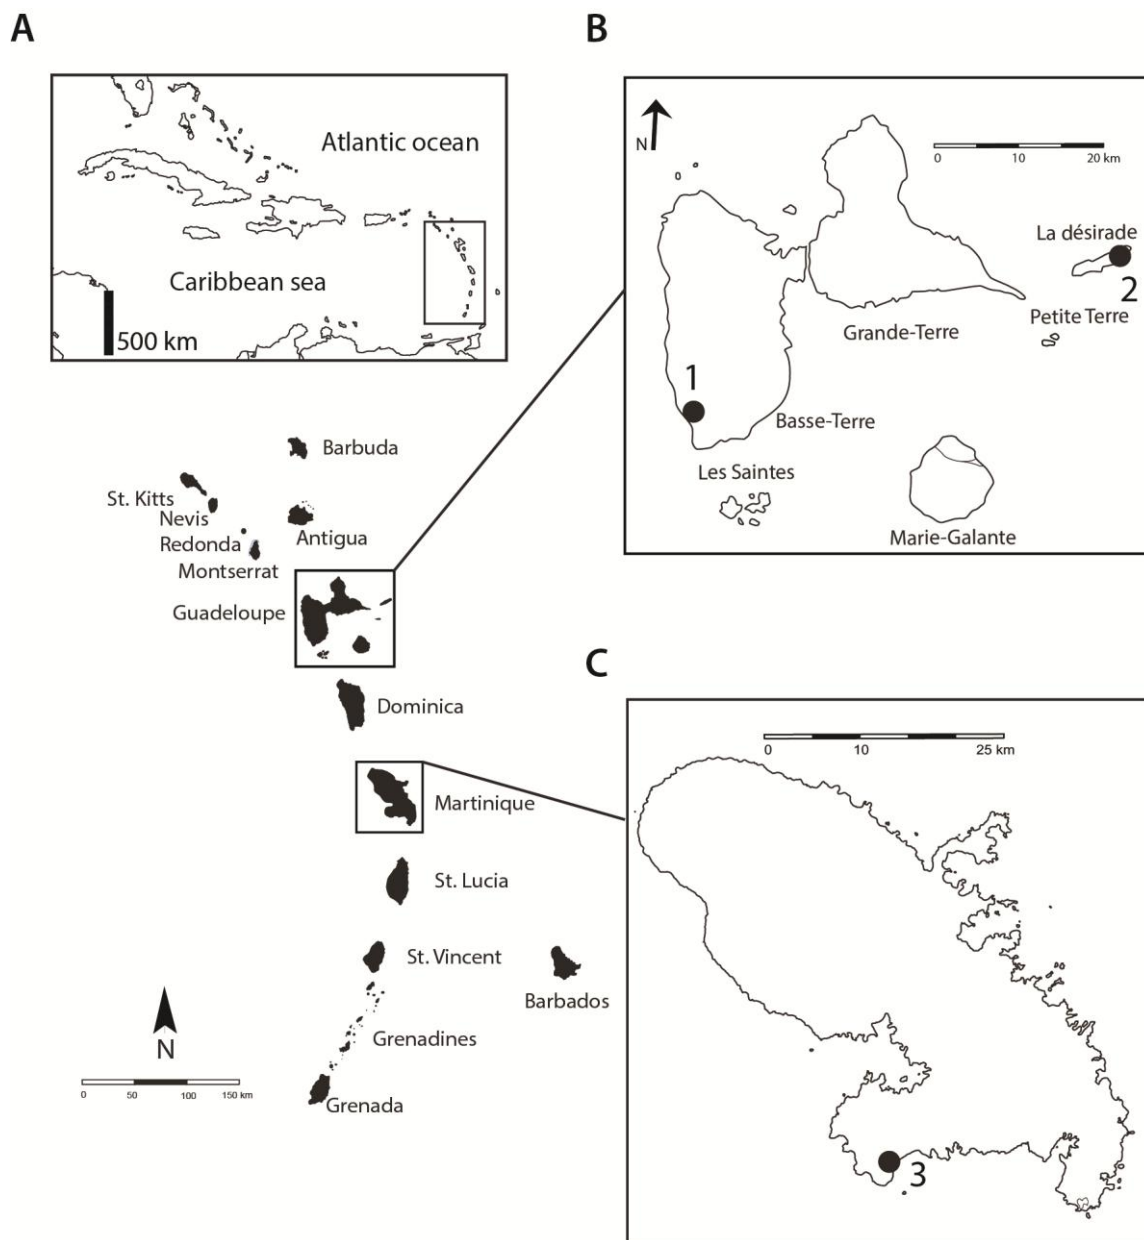 A
Atlantic ocean
Caribbean sea
500 km
Barbuda
St. Kitts
Nevis
Antigua
Redonda
Montserrat
Guadeloupe
Dominica
Martinique
St. Lucia
St. Vincent
Barbados
Grenadines
Grenada
N
0 50 100 150 km
B
N
0 10 20 km
La désirade
2
Petite Terre
Grande-Terre
1
Basse-Terre
Les Saintes
Marie-Galante
C
0 10 25 km
3